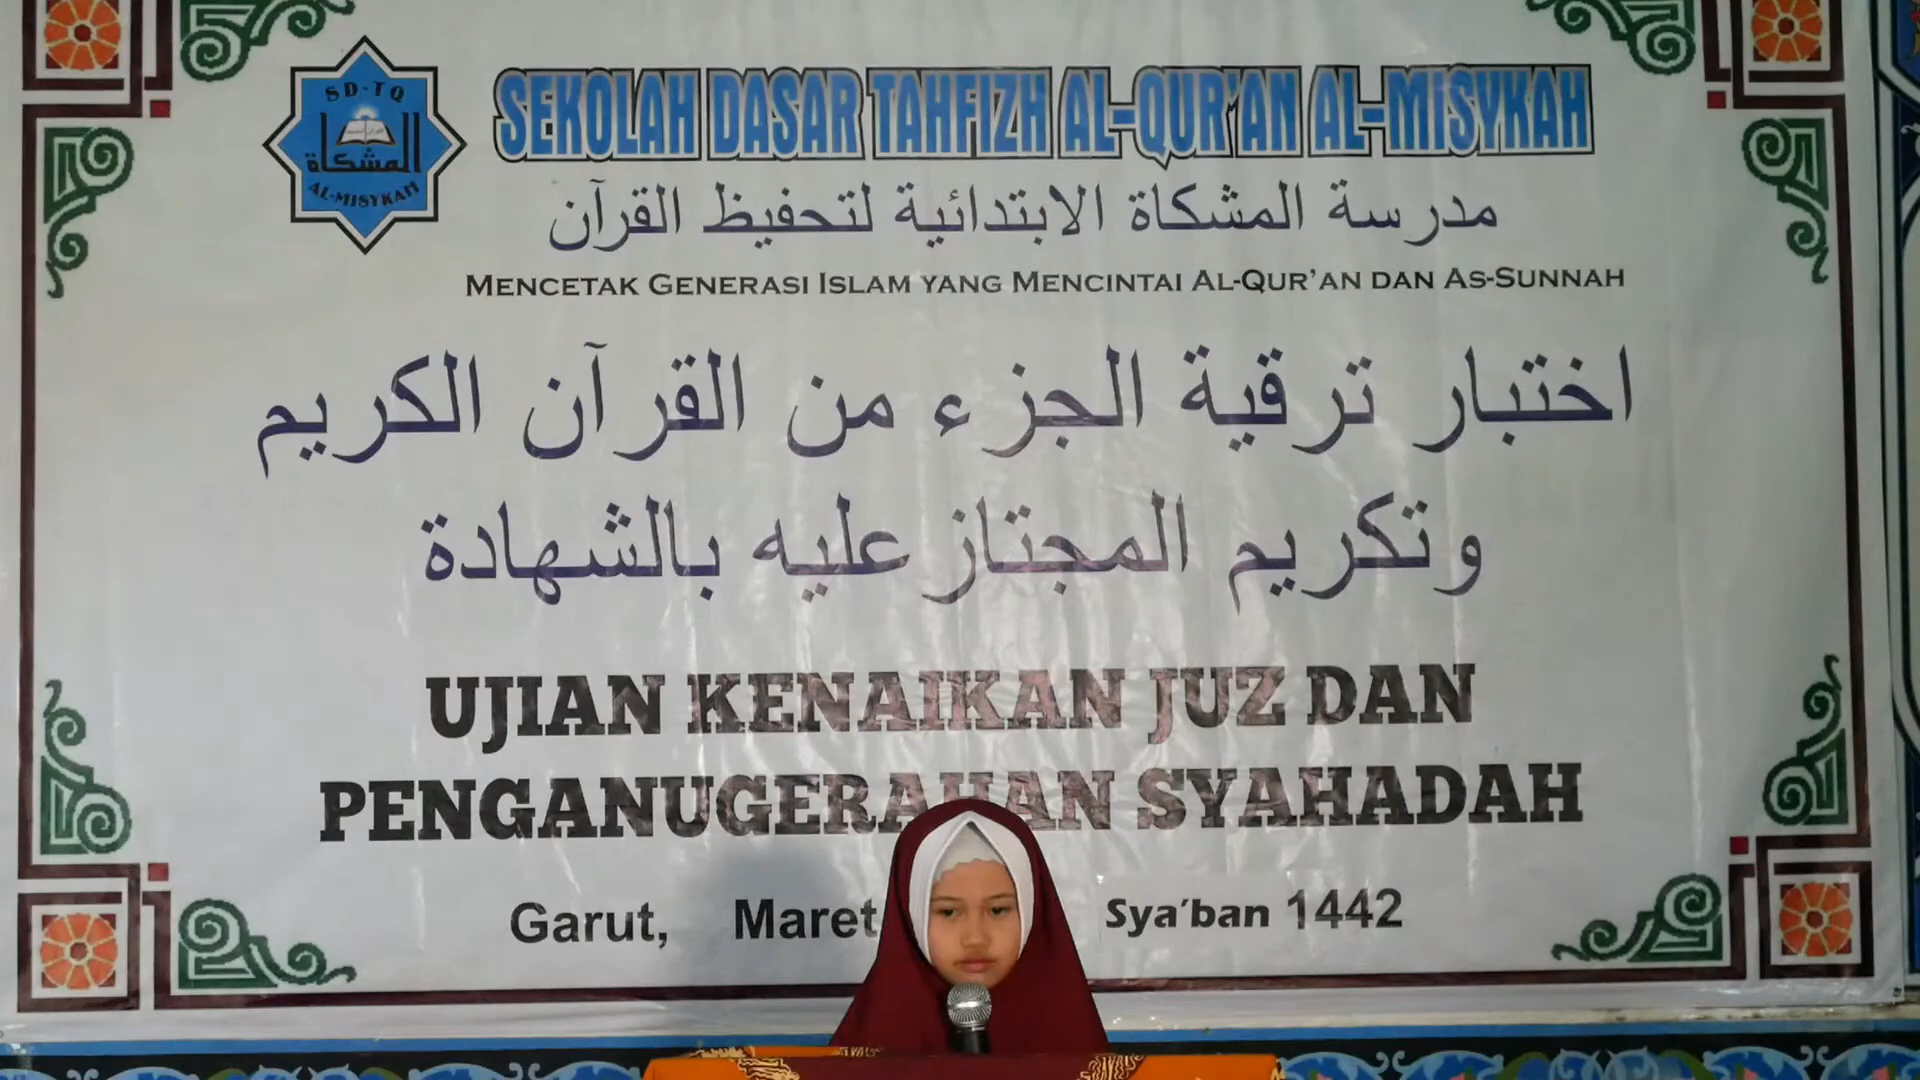 SD-TQ
المشكاة
AL-MISYKAH
SEKOLAH DASAR TAHFIZH AL-QUR'AN AL-MISYKAH
مدرسة المشكاة الابتدائية لتحفيظ القرآن
MENCETAK GENERASI ISLAM YANG MENCINTAI AL-QUR'AN DAN AS-SUNNAH
اختبار ترقية الجزء من القرآن الكريم
وتكريم المجتاز عليه بالشهادة
UJIAN KENAIKAN JUZ DAN
PENGANUGERAHAN SYAHADAH
Garut, Maret Sya'ban 1442